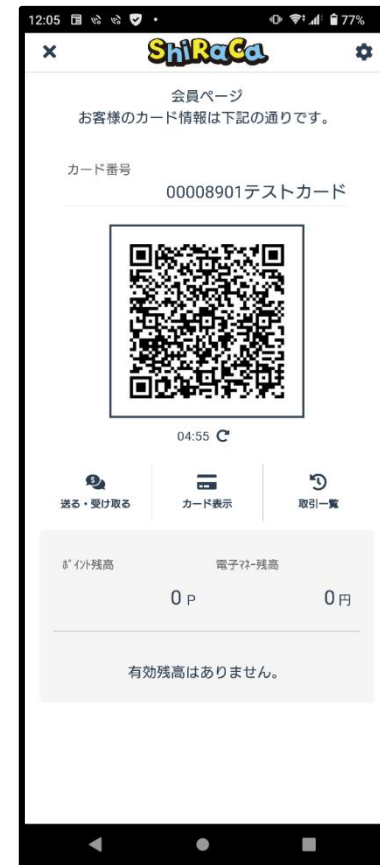 12:05
77%
ShiRaCa
会員ページ
お客様のカード情報は下記の通りです。
カード番号
00008901テストカード
04:55
送る・受け取る
カード表示
取引一覧
ﾎﾟｲﾝﾄ残高 電子ﾏﾈｰ残高
0 P 0 円
有効残高はありません。